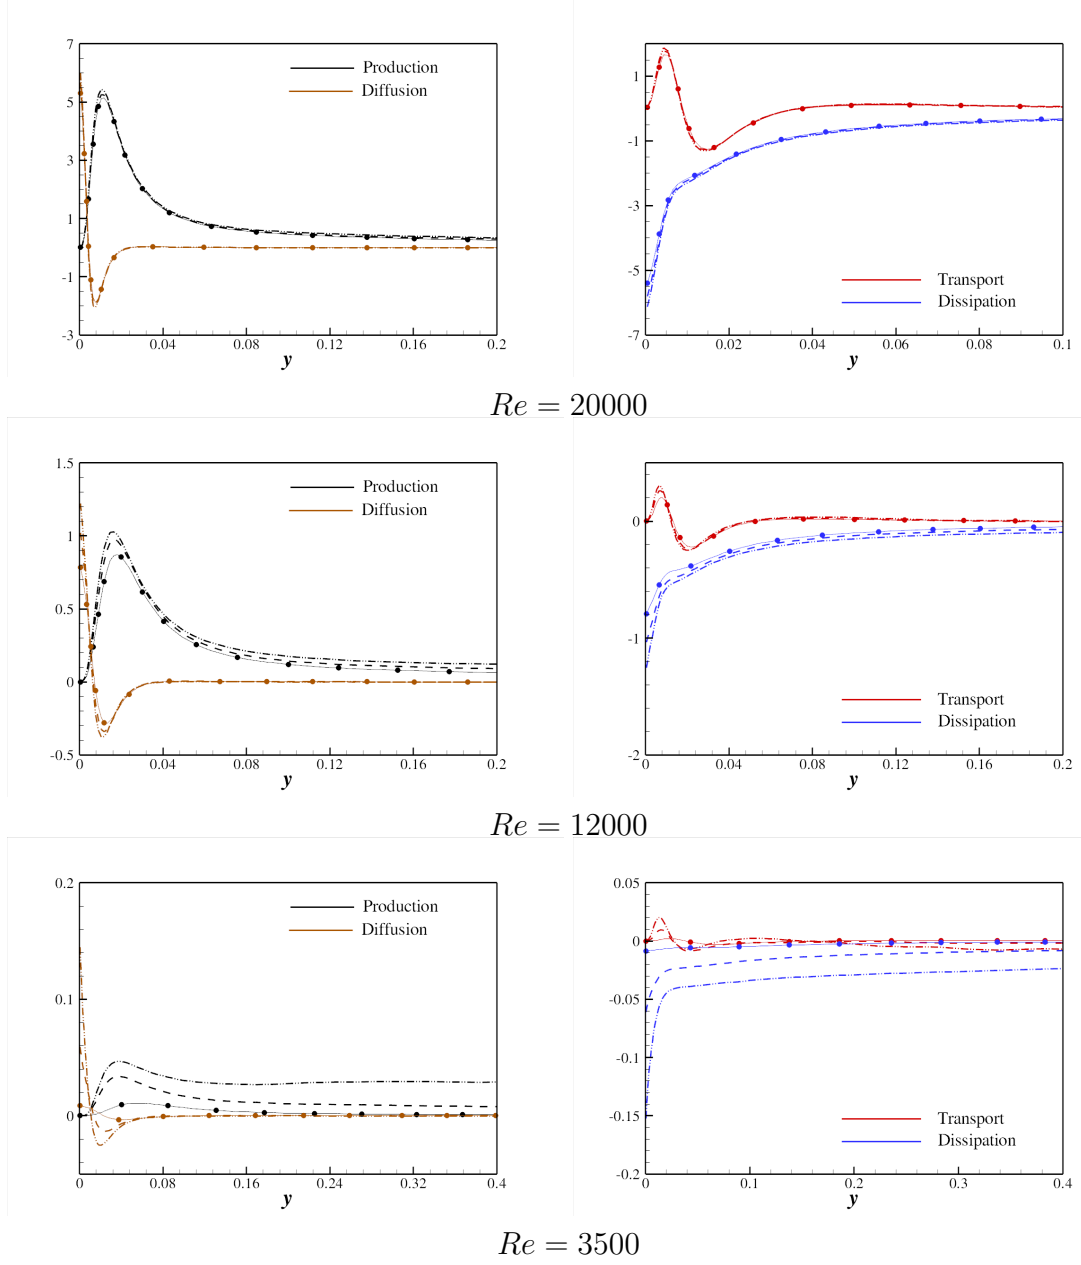 7
5
3
1
-1
-3
0 0.04 0.08 0.12 0.16 0.2
y
Production
Diffusion
1
-1
-3
-5
-7
0 0.02 0.04 0.06 0.08 0.1
y
Transport
Dissipation
Re = 20000
1.5
1
0.5
0
-0.5
0 0.04 0.08 0.12 0.16 0.2
y
Production
Diffusion
0
-1
-2
0 0.04 0.08 0.12 0.16 0.2
y
Transport
Dissipation
Re = 12000
0.2
0.1
0
0 0.08 0.16 0.24 0.32 0.4
y
Production
Diffusion
0.05
0
-0.05
-0.1
-0.15
-0.2
0 0.1 0.2 0.3 0.4
y
Transport
Dissipation
Re = 3500